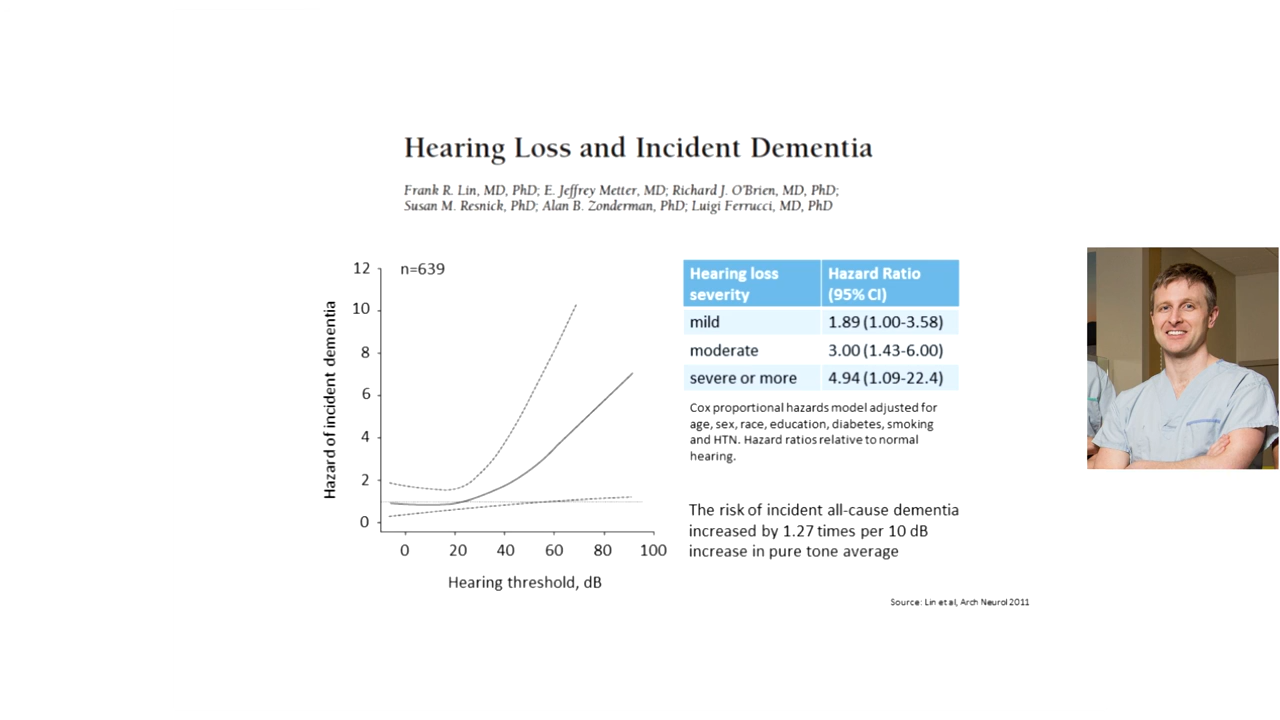 Hearing Loss and Incident Dementia
Frank R. Lin, MD, PhD; E. Jeffrey Metter, MD; Richard J. O'Brien, MD, PhD;
Susan M. Resnick, PhD; Alan B. Zonderman, PhD; Luigi Ferrucci, MD, PhD
n=639
Hazard of incident dementia
12
10
8
6
4
2
0
0 20 40 60 80 100
Hearing threshold, dB
Hearing loss severity Hazard Ratio (95% CI)
mild 1.89 (1.00-3.58)
moderate 3.00 (1.43-6.00)
severe or more 4.94 (1.09-22.4)
Cox proportional hazards model adjusted for
age, sex, race, education, diabetes, smoking
and HTN. Hazard ratios relative to normal
hearing.
The risk of incident all-cause dementia
increased by 1.27 times per 10 dB
increase in pure tone average
Source: Lin et al, Arch Neurol 2011